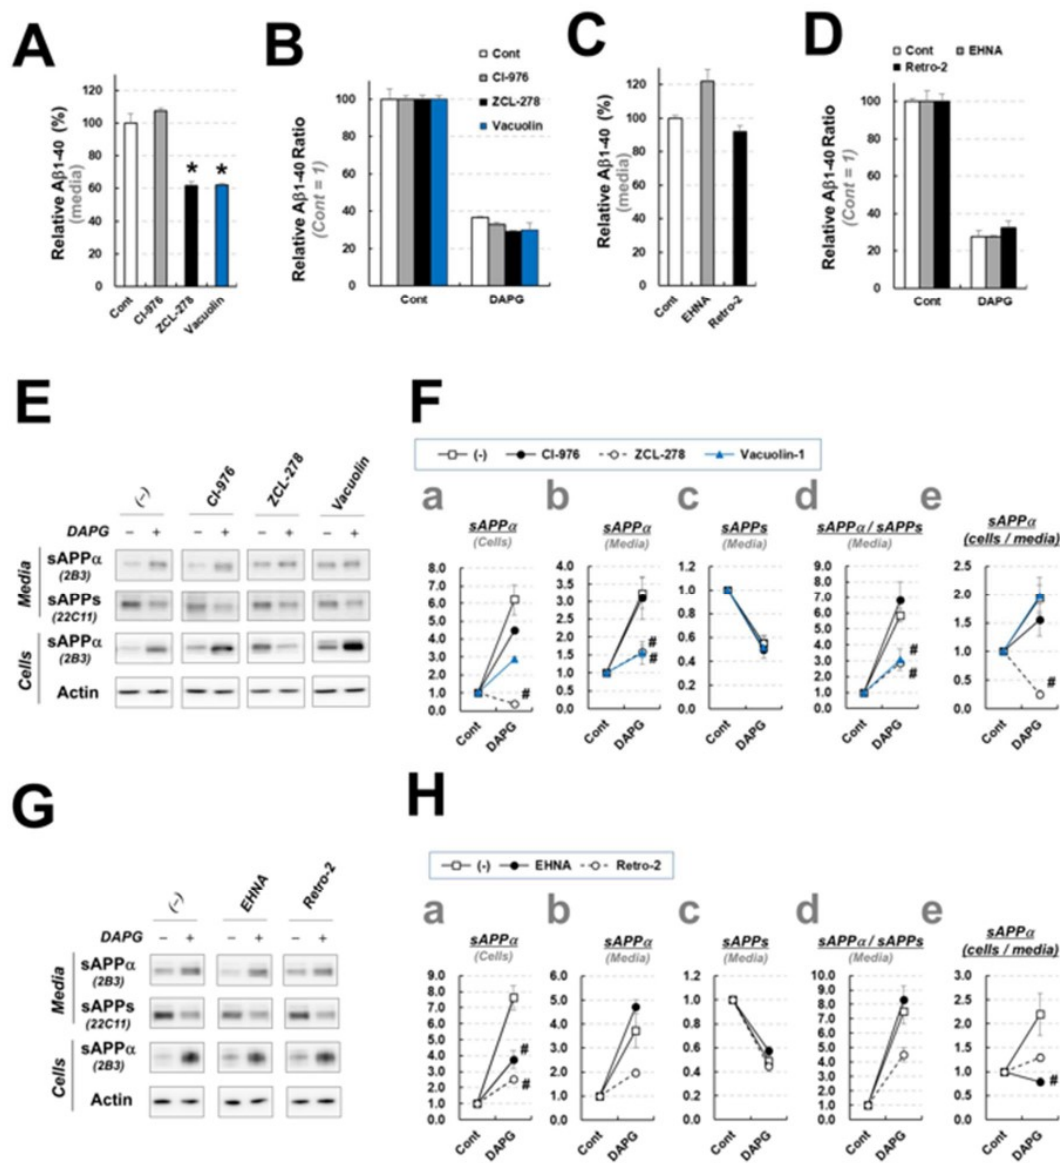 A
Relative Aβ1-40 (%)
(media)
120
100
80
60
40
20
0
*
*
Cont
CI-976
ZCL-278
Vacuolin
B
Cont
CI-976
ZCL-278
Vacuolin
Relative Aβ1-40 Ratio
(Cont = 1)
100
80
60
40
20
0
Cont
DAPG
C
Relative Aβ1-40 (%)
(media)
120
100
80
60
40
20
0
Cont
EHNA
Retro-2
D
Cont
EHNA
Retro-2
Relative Aβ1-40 Ratio
(Cont = 1)
100
80
60
40
20
0
Cont
DAPG
E
(-)
CI-976
ZCL-278
Vacuolin
DAPG − + − + − + − +
Media
sAPPα
(2B3)
sAPPs
(22C11)
Cells
sAPPα
(2B3)
Actin
F
(-) CI-976 ZCL-278 Vacuolin-1
a
sAPPα
(Cells)
8.0
7.0
6.0
5.0
4.0
3.0
2.0
1.0
0.0
#
Cont
DAPG
b
sAPPα
(Media)
4.0
3.5
3.0
2.5
2.0
1.5
1.0
0.5
0.0
#
#
Cont
DAPG
c
sAPPs
(Media)
1.2
1.0
0.8
0.6
0.4
0.2
0.0
Cont
DAPG
d
sAPPα / sAPPs
(Media)
9.0
8.0
7.0
6.0
5.0
4.0
3.0
2.0
1.0
0.0
#
#
Cont
DAPG
e
sAPPα
(cells / media)
2.5
2.0
1.5
1.0
0.5
0.0
#
Cont
DAPG
G
(-)
EHNA
Retro-2
DAPG − + − + − +
Media
sAPPα
(2B3)
sAPPs
(22C11)
Cells
sAPPα
(2B3)
Actin
H
(-) EHNA Retro-2
a
sAPPα
(Cells)
9.0
8.0
7.0
6.0
5.0
4.0
3.0
2.0
1.0
0.0
#
#
Cont
DAPG
b
sAPPα
(Media)
6.0
5.0
4.0
3.0
2.0
1.0
0.0
Cont
DAPG
c
sAPPs
(Media)
1.2
1.0
0.8
0.6
0.4
0.2
0.0
Cont
DAPG
d
sAPPα / sAPPs
(Media)
10.0
9.0
8.0
7.0
6.0
5.0
4.0
3.0
2.0
1.0
0.0
Cont
DAPG
e
sAPPα
(cells / media)
3.0
2.5
2.0
1.5
1.0
0.5
0.0
#
Cont
DAPG